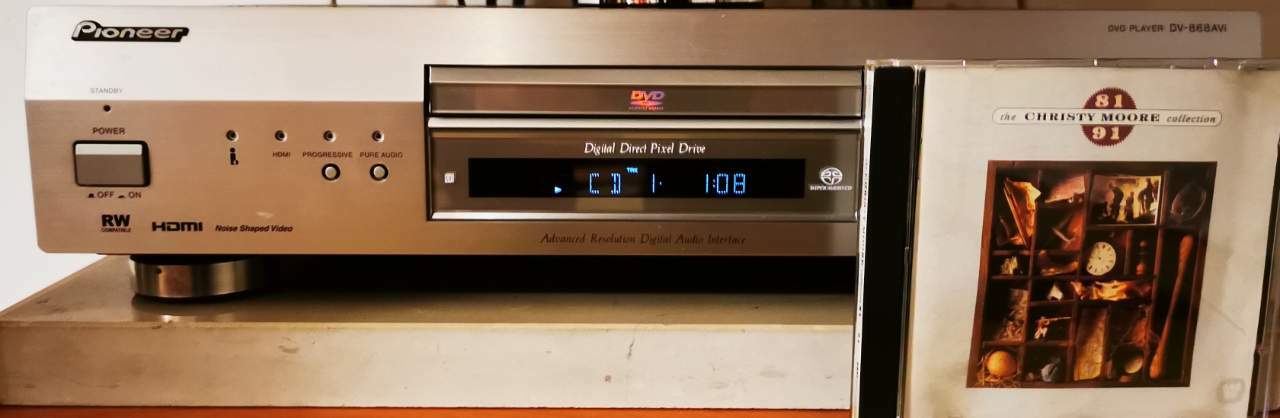 Pioneer
DVD PLAYER DV-868AVi
STANDBY
POWER
OFF ON
HDMI
PROGRESSIVE
PURE AUDIO
RW
COMPATIBLE
HDMI
Noise Shaped Video
DVD
Digital Direct Pixel Drive
TRK
CD 1 1:08
SUPER AUDIO CD
Advanced Resolution Digital Audio Interface
81
the CHRISTY MOORE collection
91